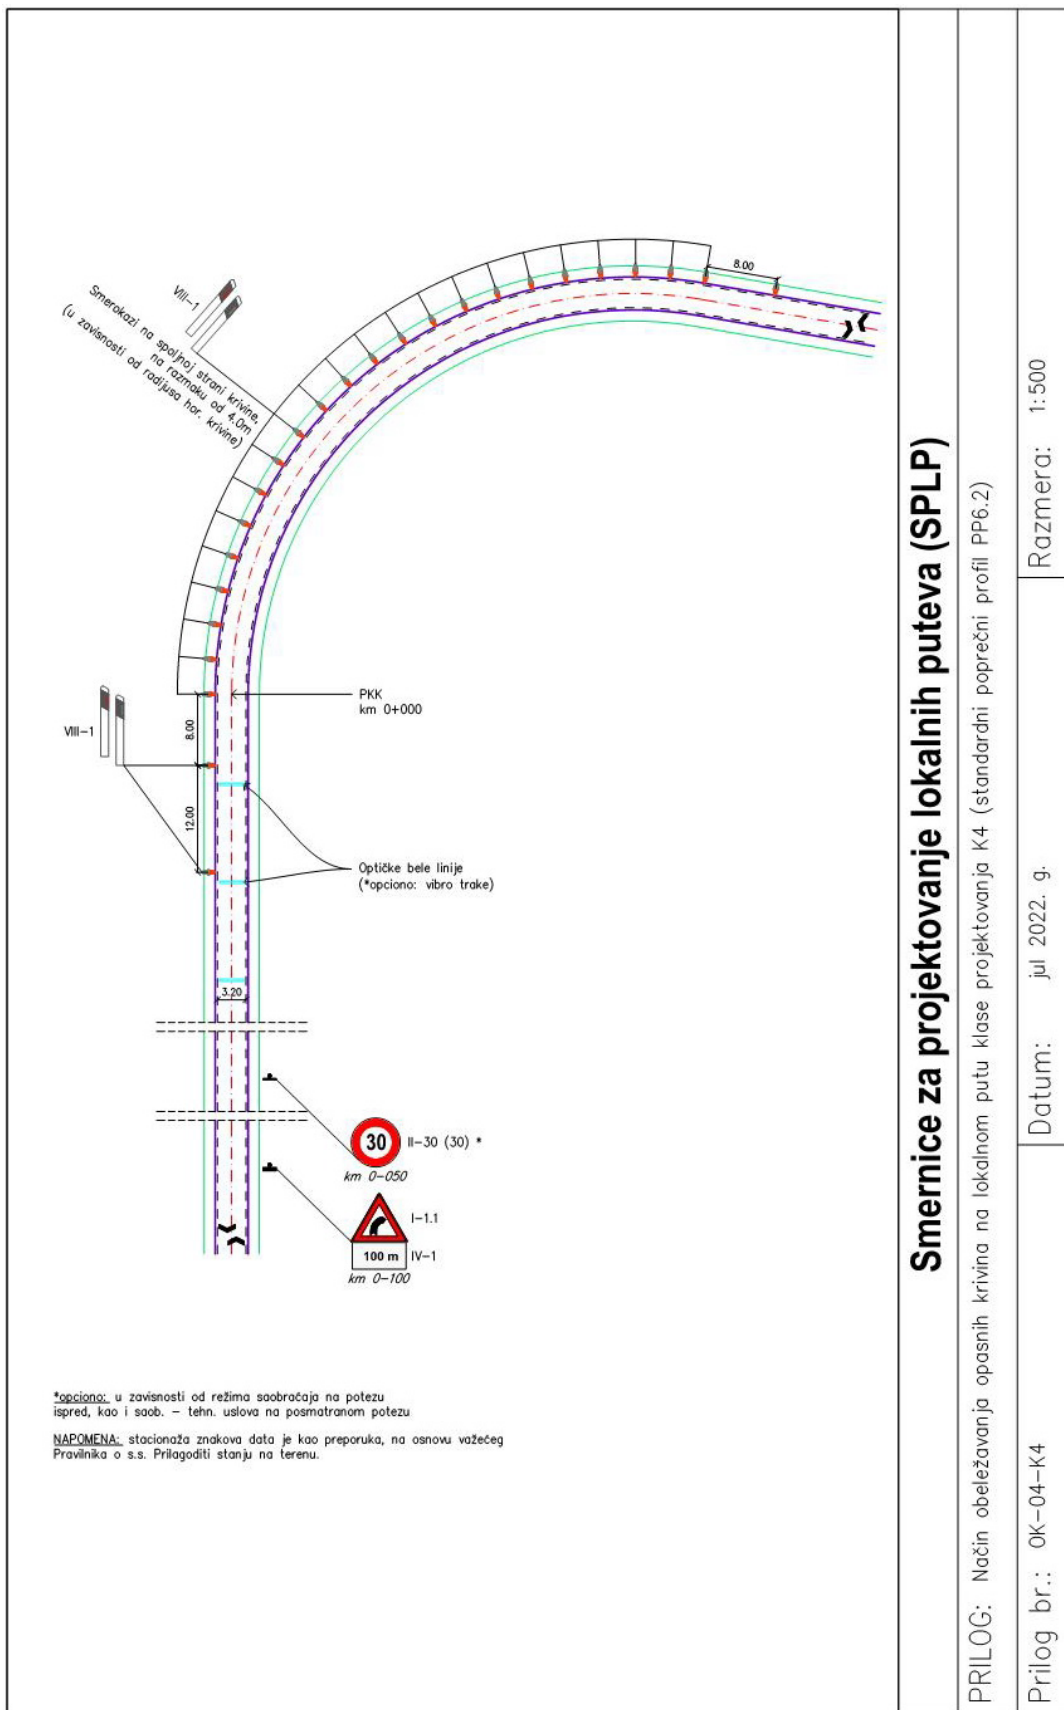 VIII-1
Smerokazi na spoljnoj strani krivine,
na razmaku od 4.0m
(u zavisnosti od radijusa hor. krivine)
8.00
VIII-1
8.00
12.00
PKK
km 0+000
Optičke bele linije
(*opciono: vibro trake)
3.20
30
II-30 (30) *
km 0-050
I-1.1
100 m
IV-1
km 0-100
*opciono: u zavisnosti od režima saobraćaja na potezu
ispred, kao i saob. - tehn. uslova na posmatranom potezu
NAPOMENA: stacionaža znakova data je kao preporuka, na osnovu važećeg
Pravilnika o s.s. Prilagoditi stanju na terenu.
Smernice za projektovanje lokalnih puteva (SPLP)
PRILOG: Način obeležavanja opasnih krivina na lokalnom putu klase projektovanja K4 (standardni poprečni profil PP6.2)
Prilog br.: OK-04-K4
Datum: jul 2022. g.
Razmera: 1:500